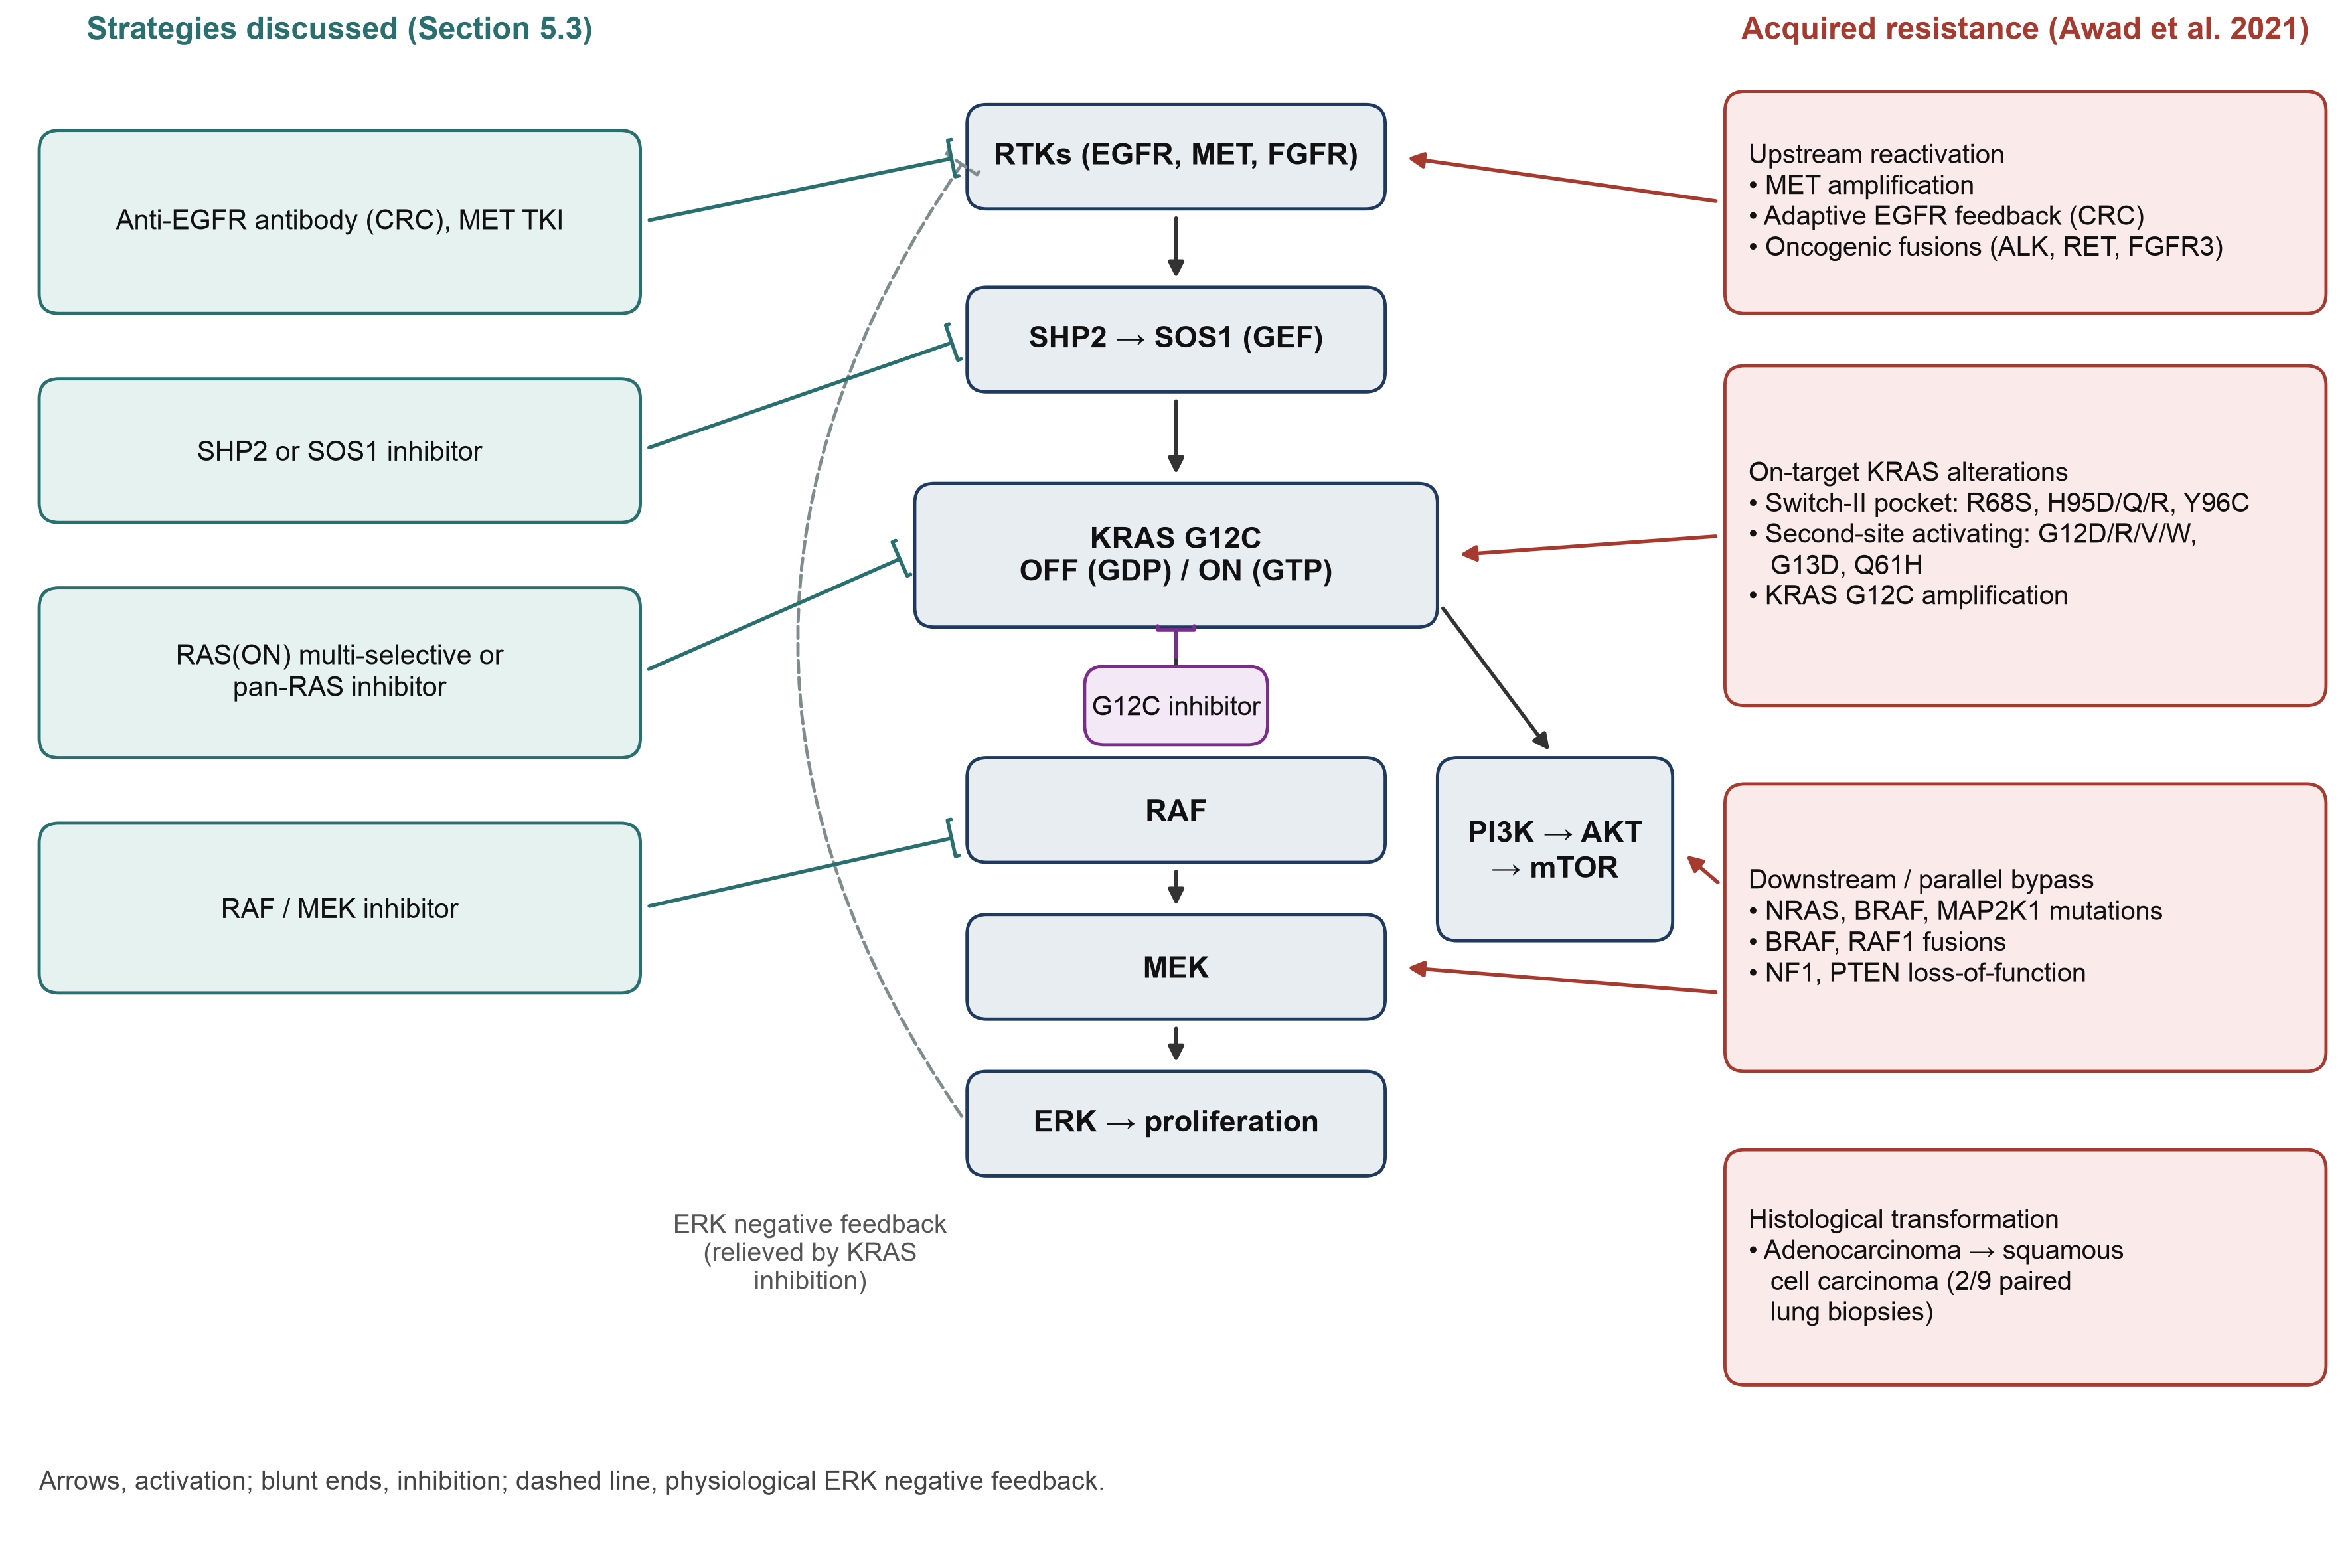 Strategies discussed (Section 5.3)
Acquired resistance (Awad et al. 2021)
Anti-EGFR antibody (CRC), MET TKI
SHP2 or SOS1 inhibitor
RAS(ON) multi-selective or
pan-RAS inhibitor
RAF / MEK inhibitor
RTKs (EGFR, MET, FGFR)
SHP2 → SOS1 (GEF)
KRAS G12C
OFF (GDP) / ON (GTP)
G12C inhibitor
RAF
MEK
ERK → proliferation
PI3K → AKT
→ mTOR
ERK negative feedback
(relieved by KRAS
inhibition)
Upstream reactivation
• MET amplification
• Adaptive EGFR feedback (CRC)
• Oncogenic fusions (ALK, RET, FGFR3)
On-target KRAS alterations
• Switch-II pocket: R68S, H95D/Q/R, Y96C
• Second-site activating: G12D/R/V/W,
G13D, Q61H
• KRAS G12C amplification
Downstream / parallel bypass
• NRAS, BRAF, MAP2K1 mutations
• BRAF, RAF1 fusions
• NF1, PTEN loss-of-function
Histological transformation
• Adenocarcinoma → squamous
cell carcinoma (2/9 paired
lung biopsies)
Arrows, activation; blunt ends, inhibition; dashed line, physiological ERK negative feedback.